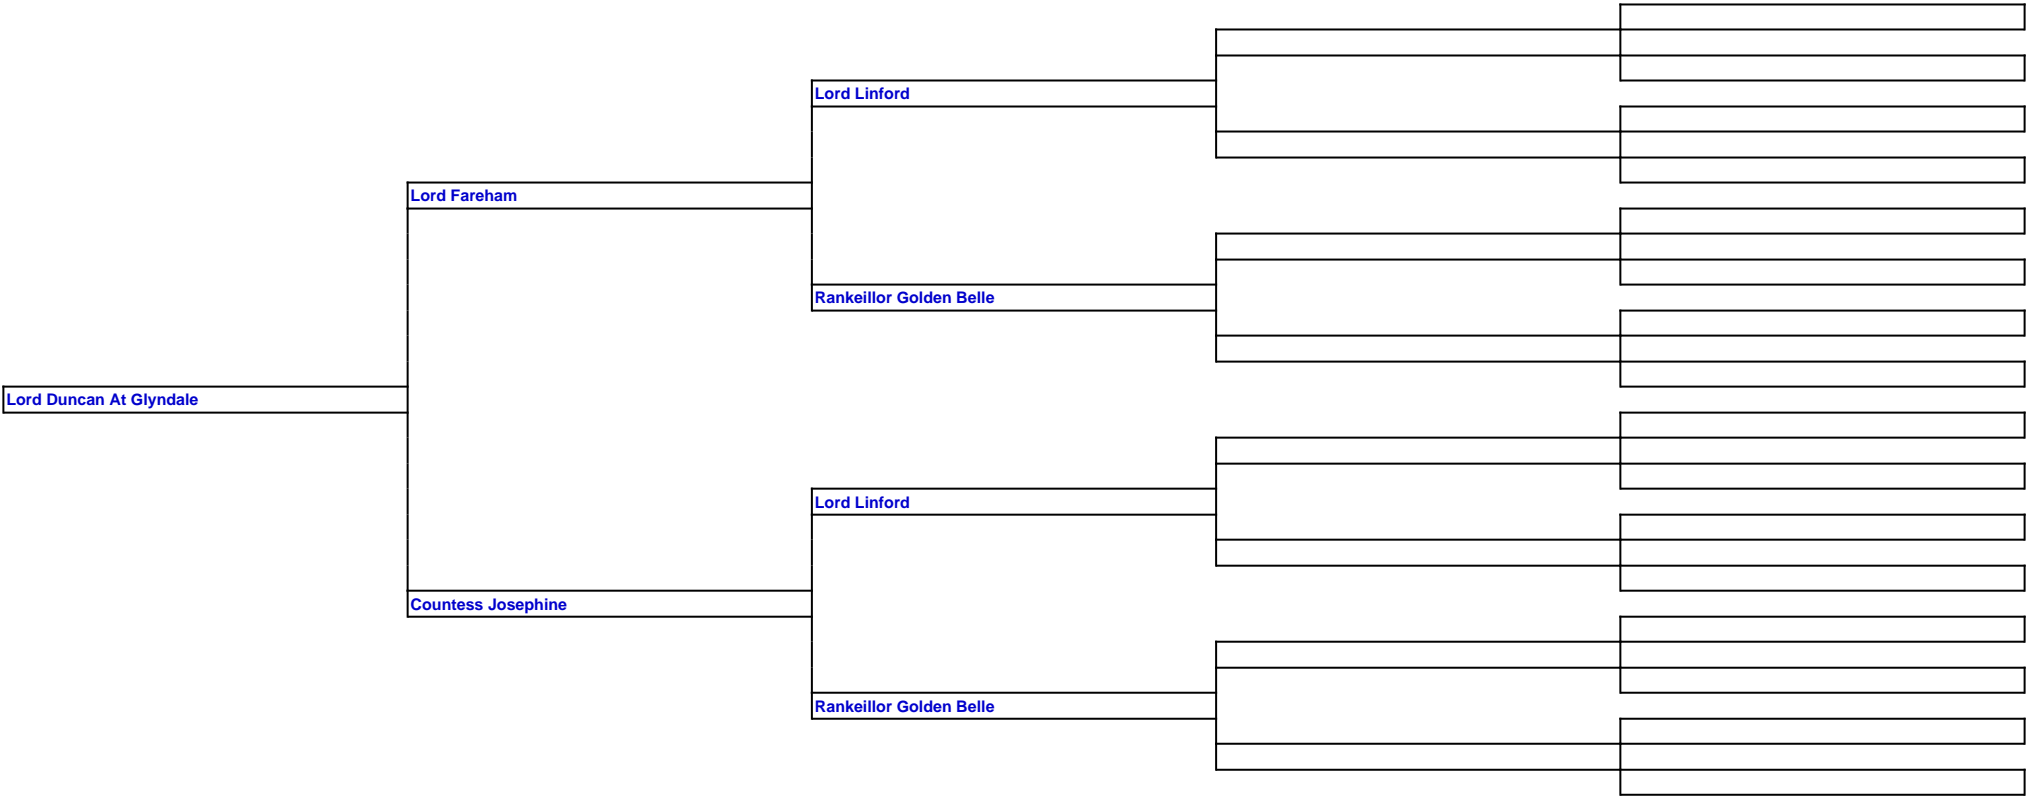 Lord Linford
Lord Fareham
Rankeillor Golden Belle
Lord Duncan At Glyndale
Lord Linford
Countess Josephine
Rankeillor Golden Belle